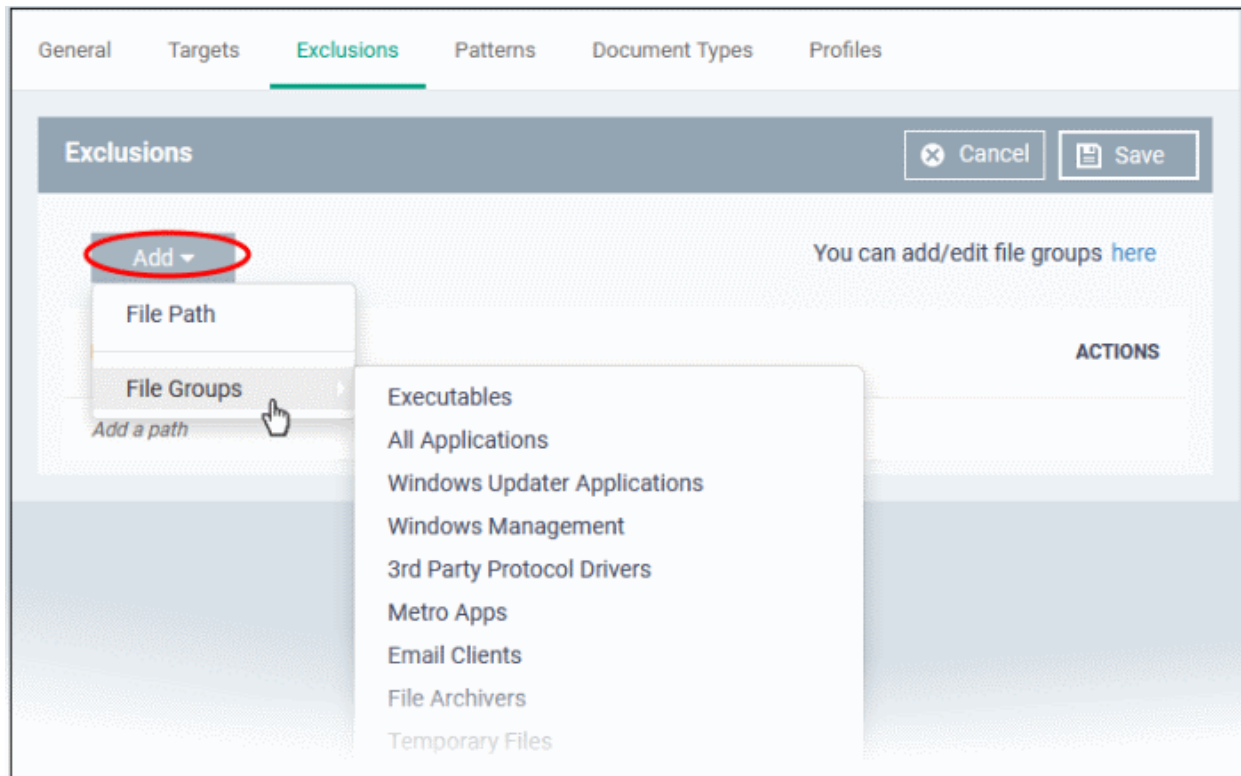 General Targets Exclusions Patterns Document Types Profiles
Exclusions Cancel Save
Add You can add/edit file groups here
File Path
ACTIONS
File Groups
Add a path
Executables
All Applications
Windows Updater Applications
Windows Management
3rd Party Protocol Drivers
Metro Apps
Email Clients
File Archivers
Temporary Files